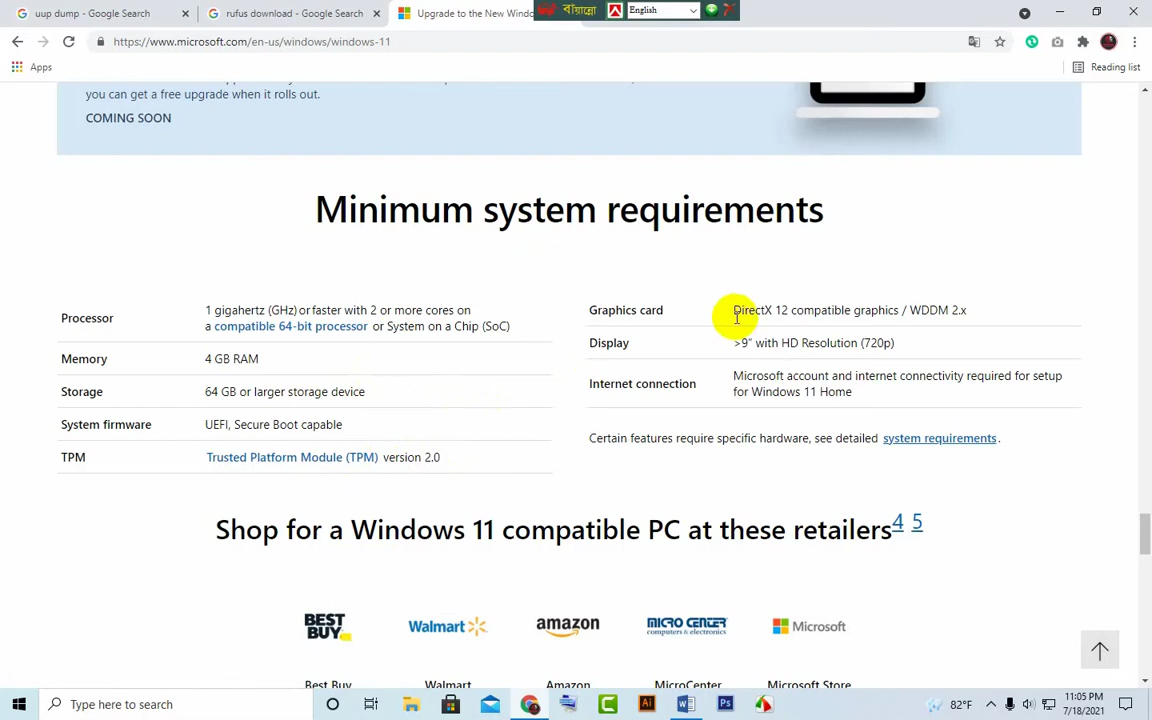 uup dump - Google Search
rufus download - Google Search
Upgrade to the New Windo
বাঁয়ান্নো
English
https://www.microsoft.com/en-us/windows/windows-11
Apps
Reading list
you can get a free upgrade when it rolls out.
COMING SOON
Minimum system requirements
Processor
1 gigahertz (GHz) or faster with 2 or more cores on
a compatible 64-bit processor or System on a Chip (SoC)
Memory
4 GB RAM
Storage
64 GB or larger storage device
System firmware
UEFI, Secure Boot capable
TPM
Trusted Platform Module (TPM) version 2.0
Graphics card
DirectX 12 compatible graphics / WDDM 2.x
Display
>9" with HD Resolution (720p)
Internet connection
Microsoft account and internet connectivity required for setup
for Windows 11 Home
Certain features require specific hardware, see detailed system requirements.
Shop for a Windows 11 compatible PC at these retailers4 5
BEST BUY
Walmart
amazon
MICRO CENTER
computers & electronics
Microsoft
Best Buy
Walmart
Amazon
MicroCenter
Microsoft Store
Type here to search
82°F
11:05 PM
7/18/2021